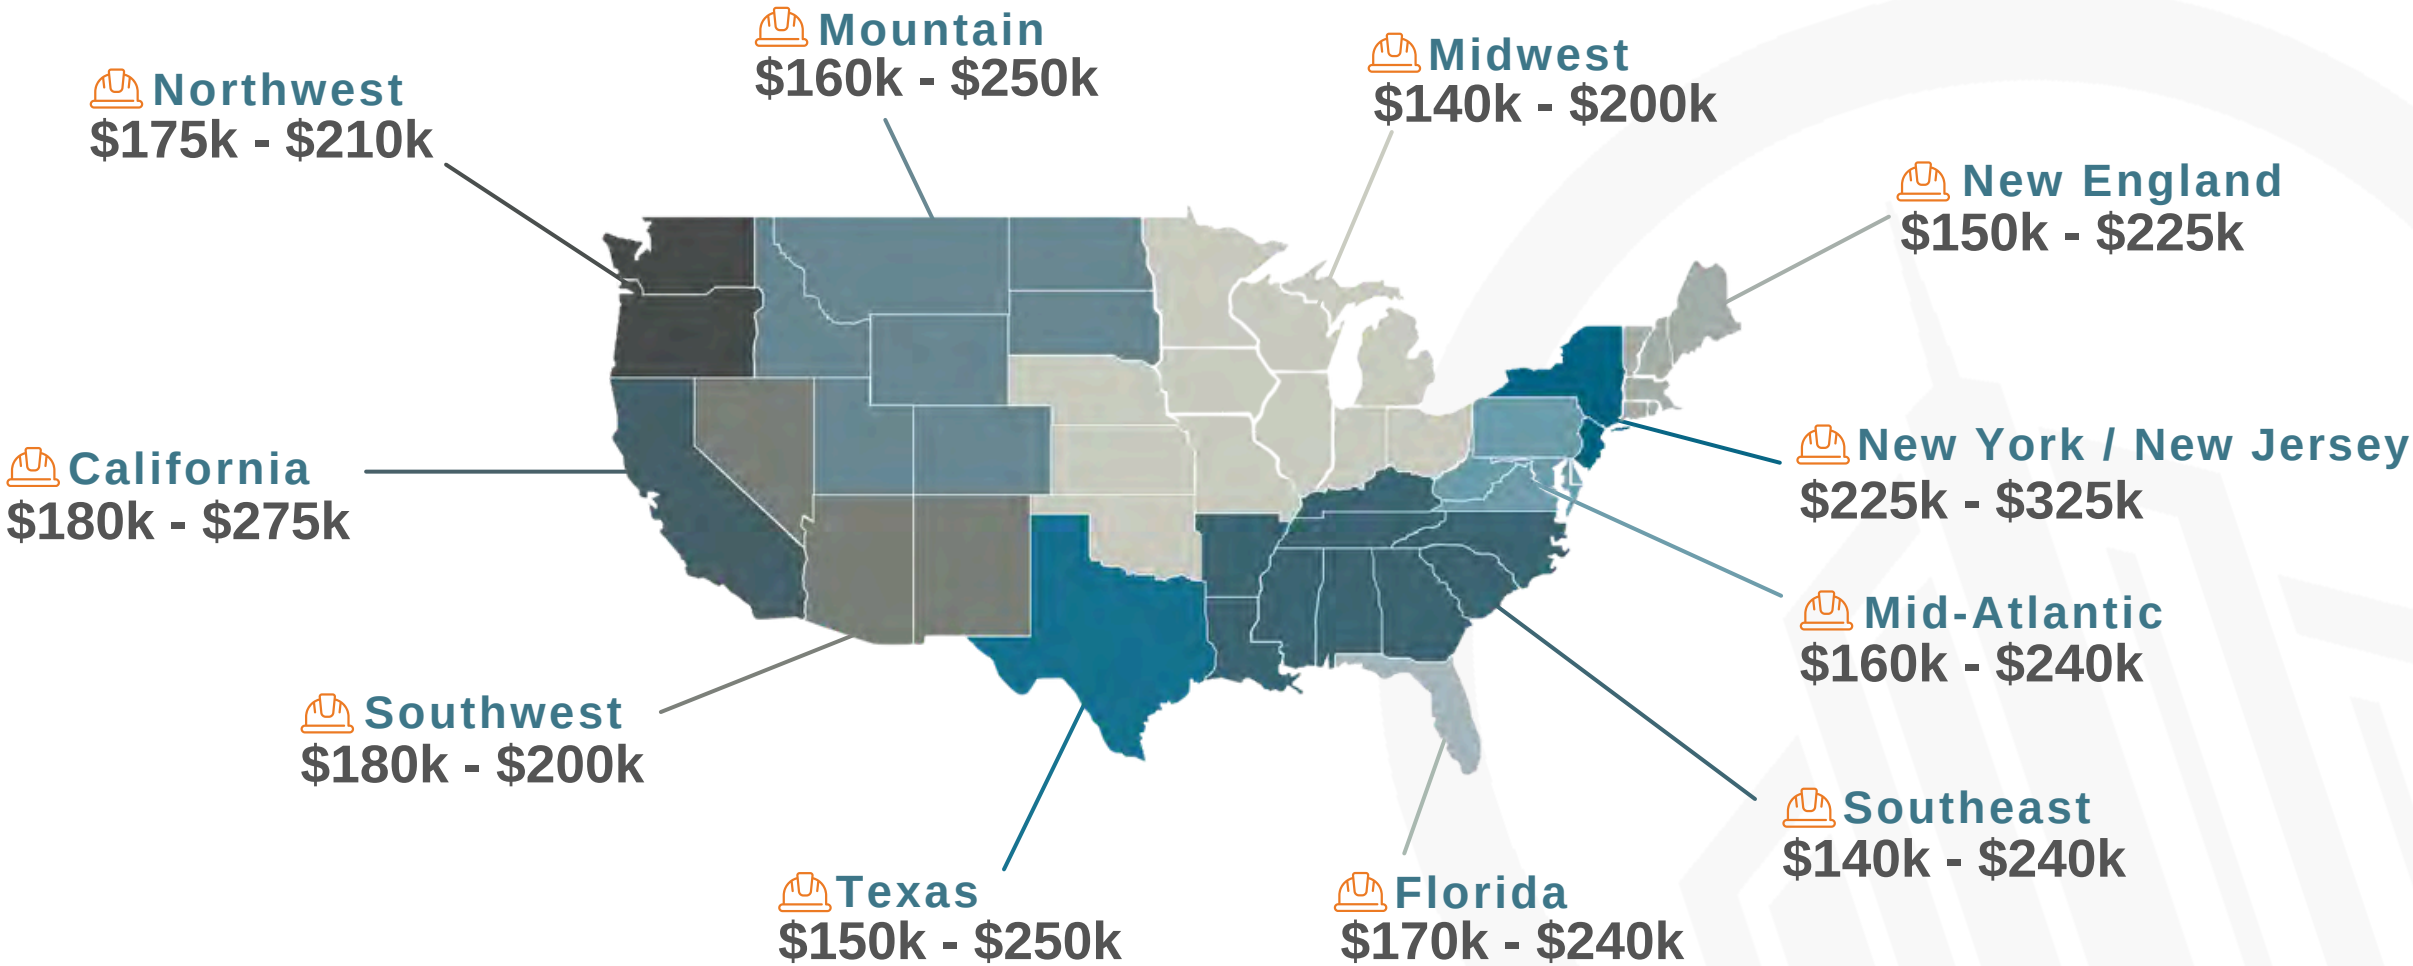 Mountain
$160k - $250k
Midwest
$140k - $200k
Northwest
$175k - $210k
New England
$150k - $225k
California
$180k - $275k
New York / New Jersey
$225k - $325k
Mid-Atlantic
$160k - $240k
Southwest
$180k - $200k
Southeast
$140k - $240k
Texas
$150k - $250k
Florida
$170k - $240k